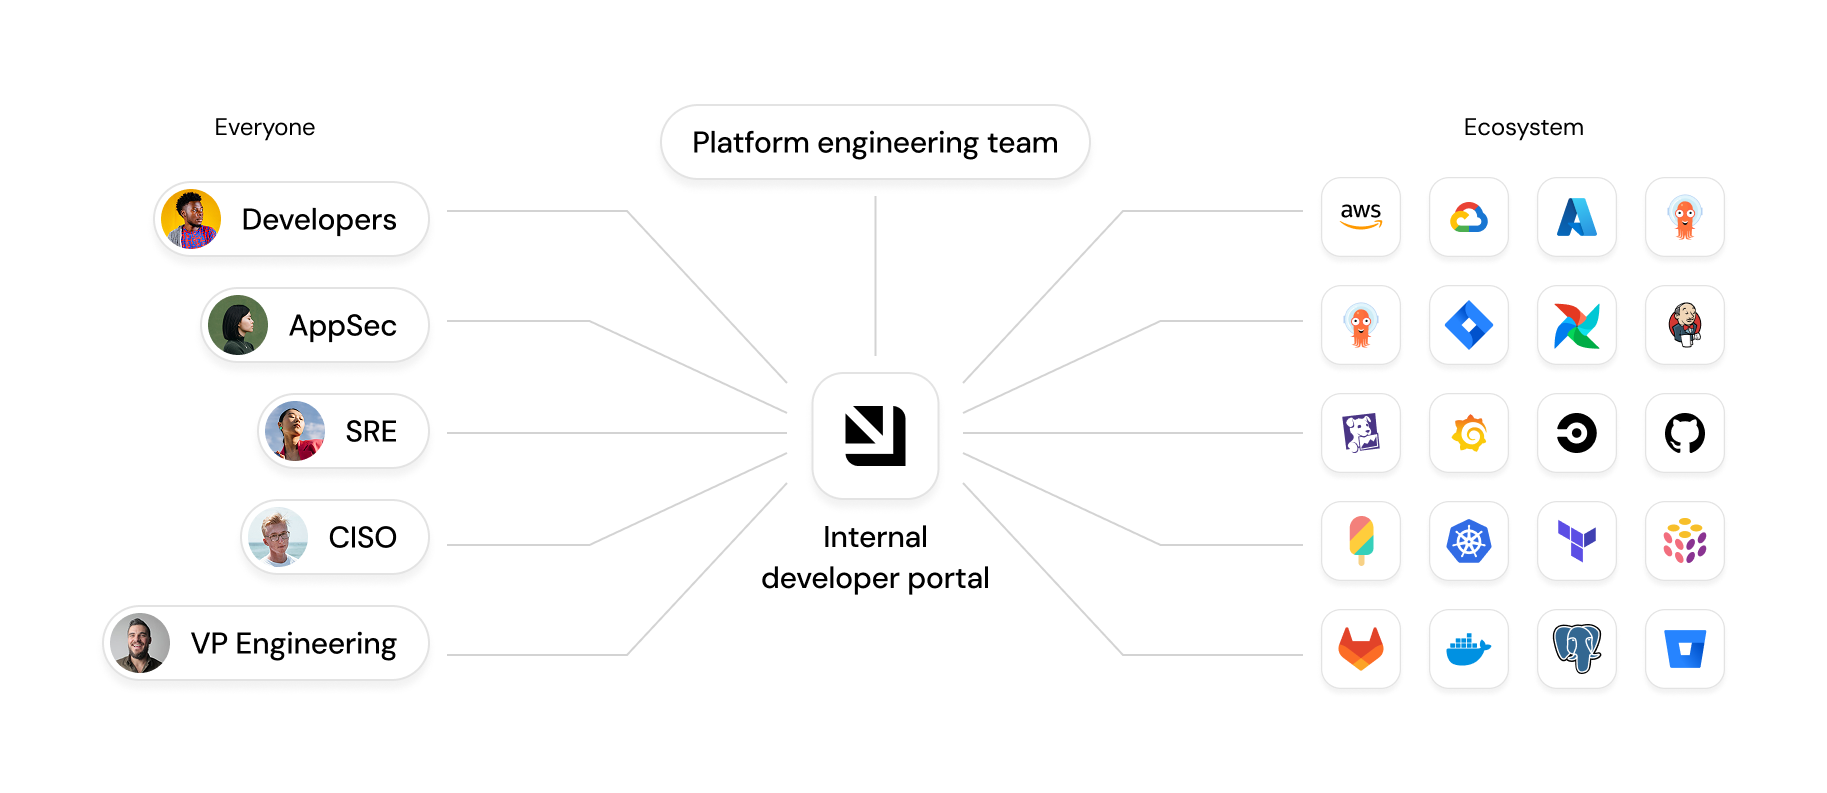 Everyone
Developers
AppSec
SRE
CISO
VP Engineering
Platform engineering team
Internal
developer portal
Ecosystem
aws